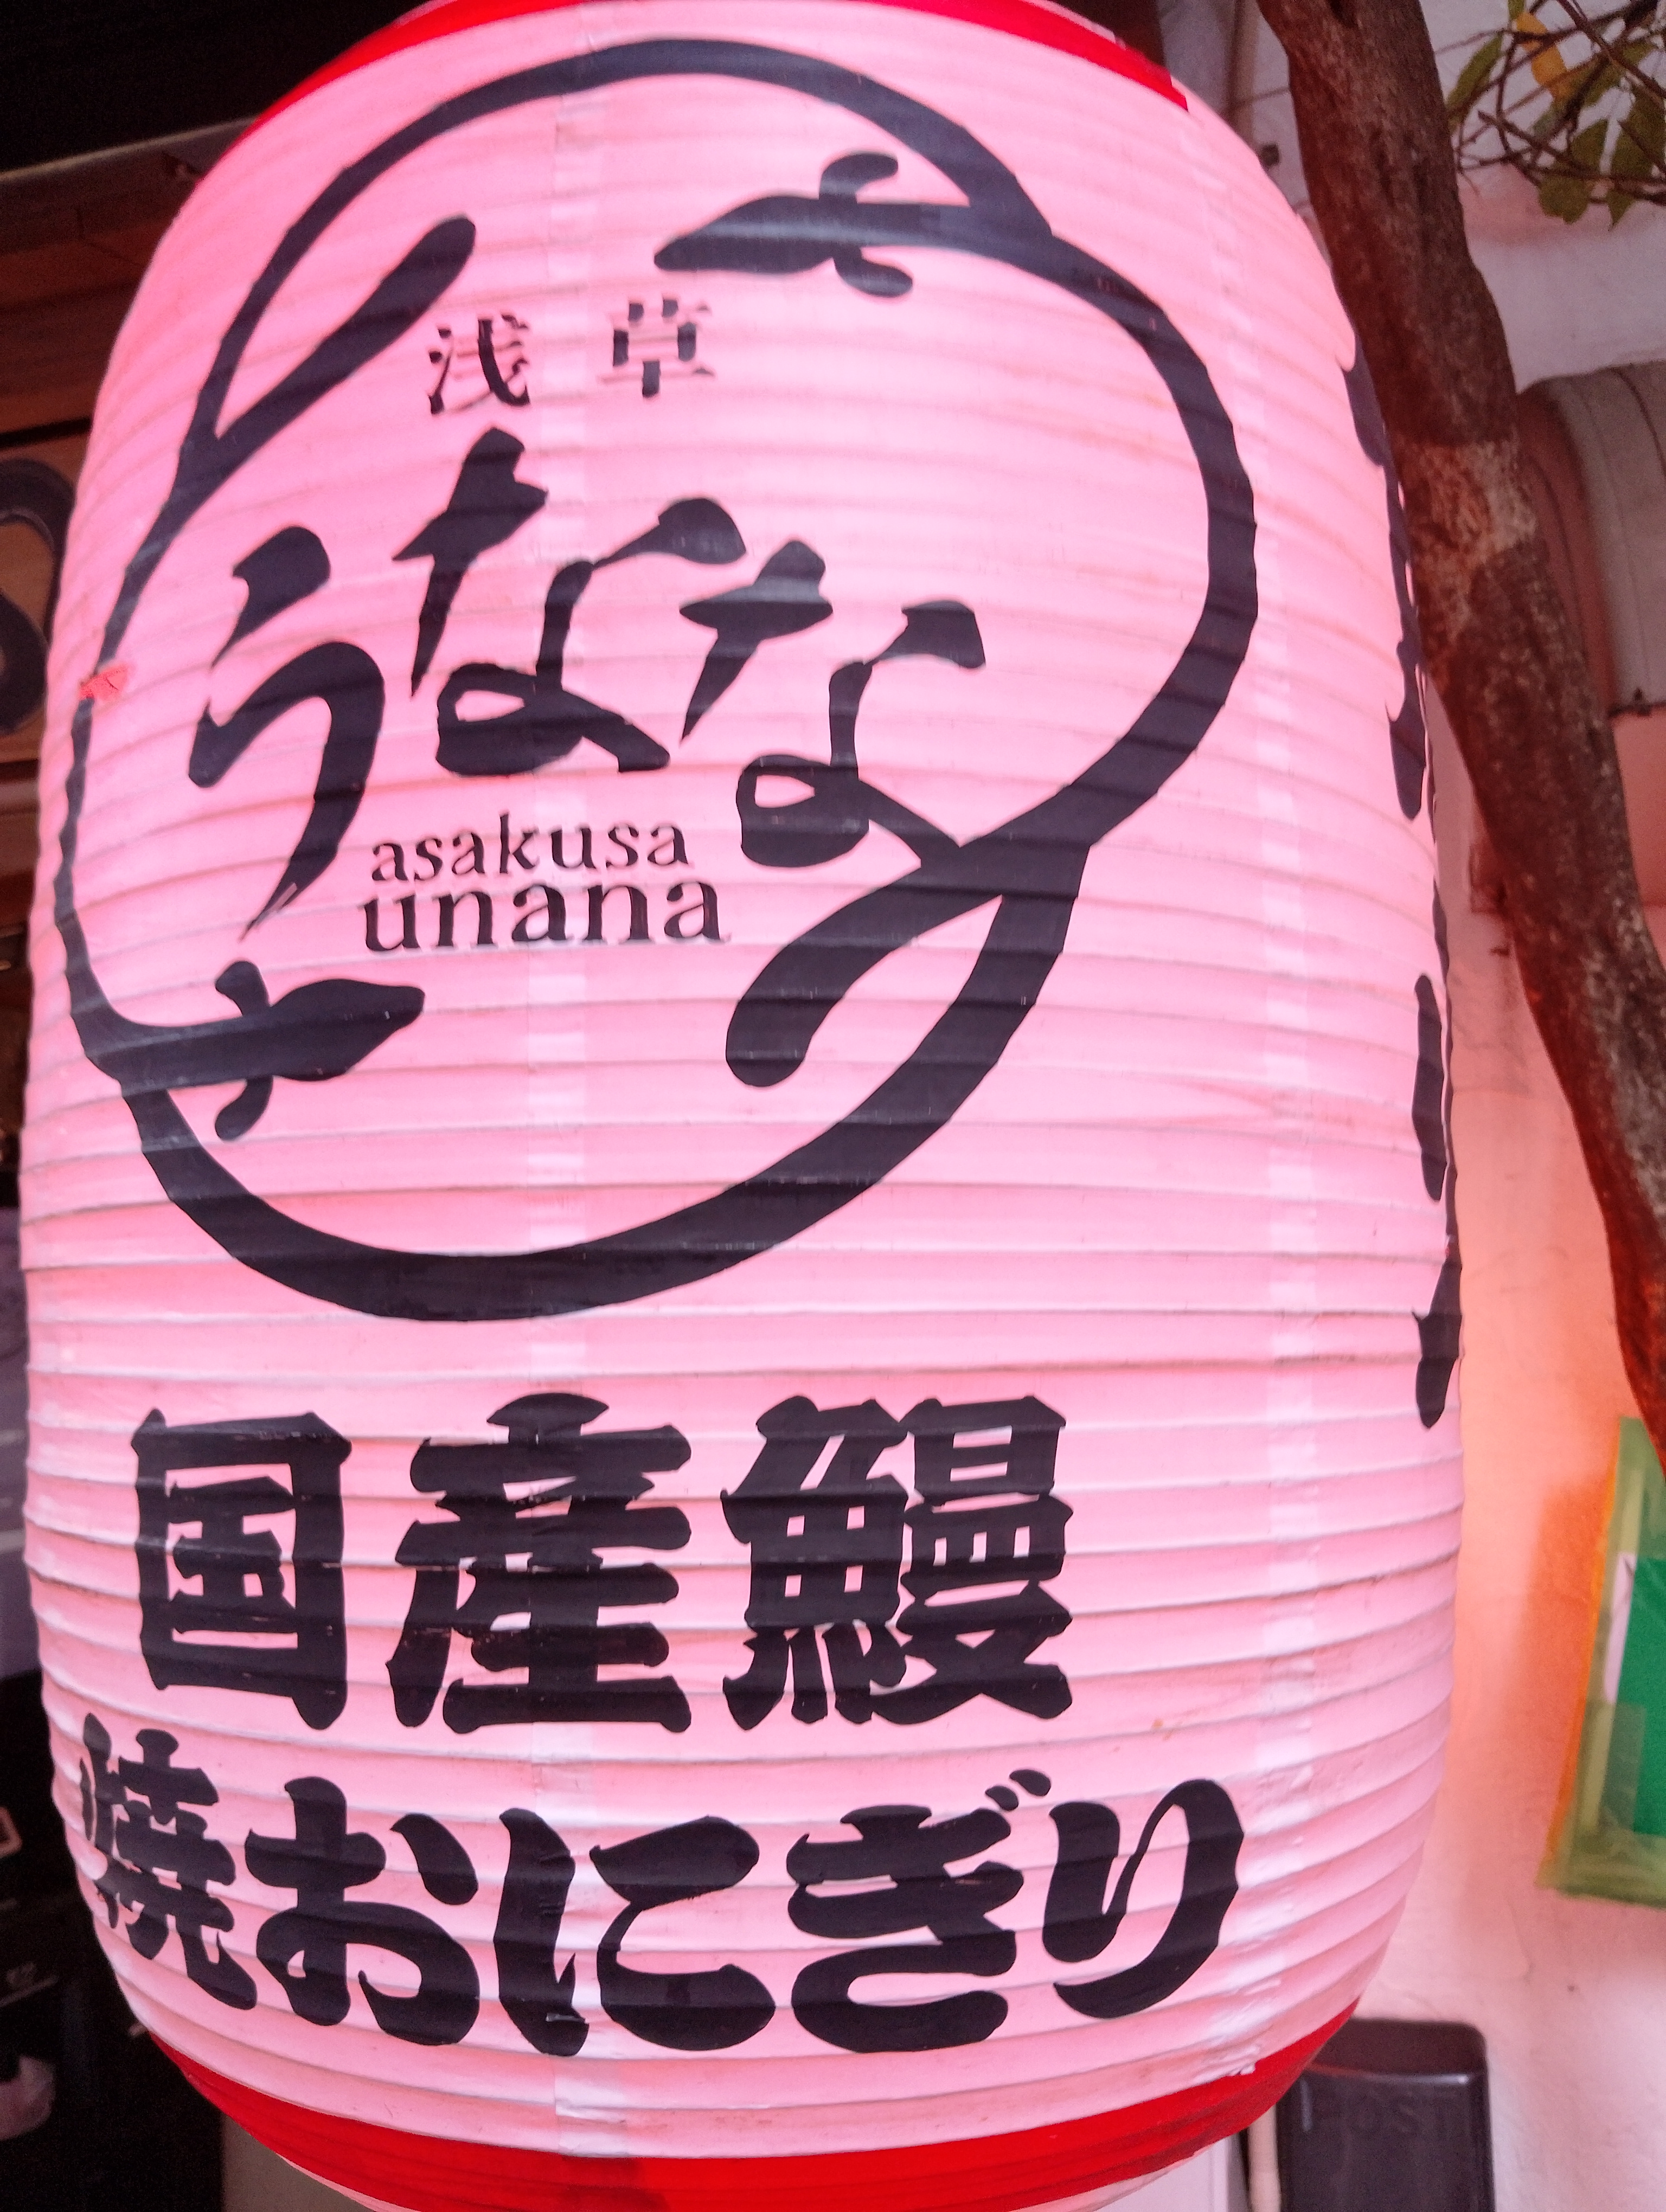 浅草
うなな
asakusa
unana
国産鰻
焼おにぎり